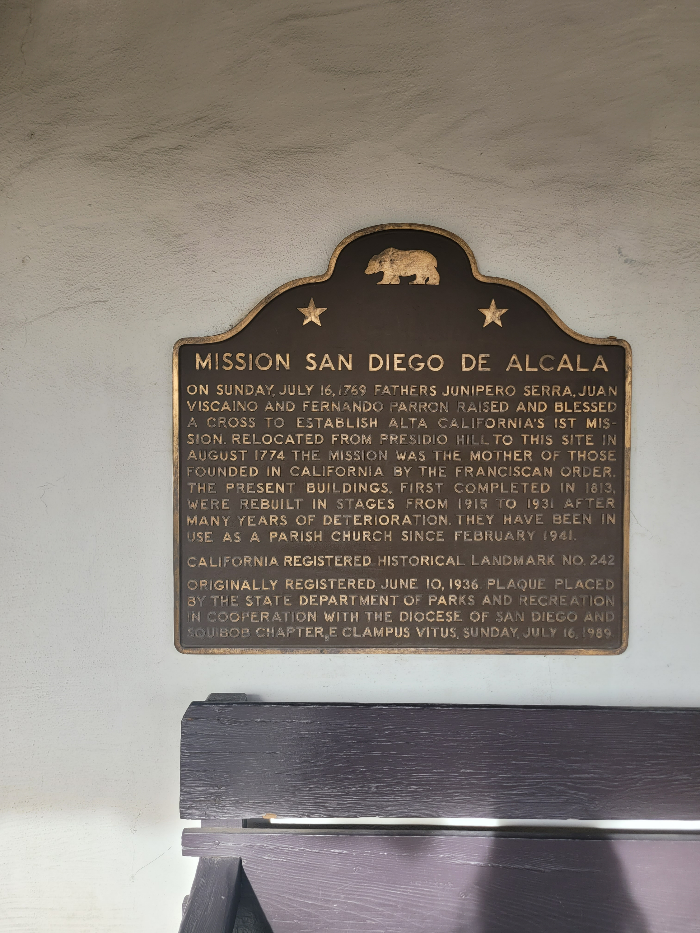 MISSION SAN DIEGO DE ALCALA
ON SUNDAY, JULY 16, 1769 FATHERS JUNIPERO SERRA, JUAN
VISCAINO AND FERNANDO PARRON RAISED AND BLESSED
A CROSS TO ESTABLISH ALTA CALIFORNIA'S 1ST MIS-
SION. RELOCATED FROM PRESIDIO HILL TO THIS SITE IN
AUGUST 1774 THE MISSION WAS THE MOTHER OF THOSE
FOUNDED IN CALIFORNIA BY THE FRANCISCAN ORDER.
THE PRESENT BUILDINGS, FIRST COMPLETED IN 1813,
WERE REBUILT IN STAGES FROM 1915 TO 1931 AFTER
MANY YEARS OF DETERIORATION. THEY HAVE BEEN IN
USE AS A PARISH CHURCH SINCE FEBRUARY 1941.
CALIFORNIA REGISTERED HISTORICAL LANDMARK NO. 242
ORIGINALLY REGISTERED JUNE 10, 1936. PLAQUE PLACED
BY THE STATE DEPARTMENT OF PARKS AND RECREATION
IN COOPERATION WITH THE DIOCESE OF SAN DIEGO AND
SQUIBOB CHAPTER, E CLAMPUS VITUS, SUNDAY, JULY 16, 1989